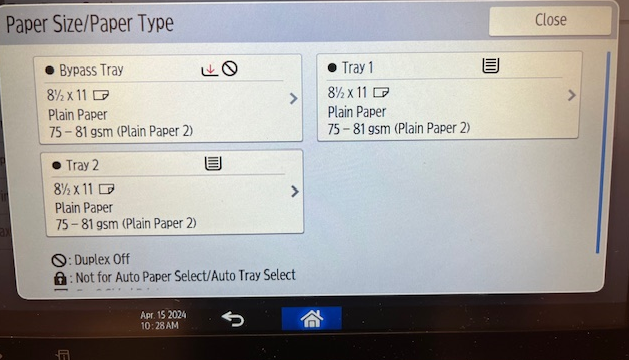 Paper Size/Paper Type
Close
Bypass Tray
8½ x 11
Plain Paper
75 – 81 gsm (Plain Paper 2)
Tray 1
8½ x 11
Plain Paper
75 – 81 gsm (Plain Paper 2)
Tray 2
8½ x 11
Plain Paper
75 – 81 gsm (Plain Paper 2)
: Duplex Off
: Not for Auto Paper Select/Auto Tray Select
Apr. 15 2024
10:28 AM